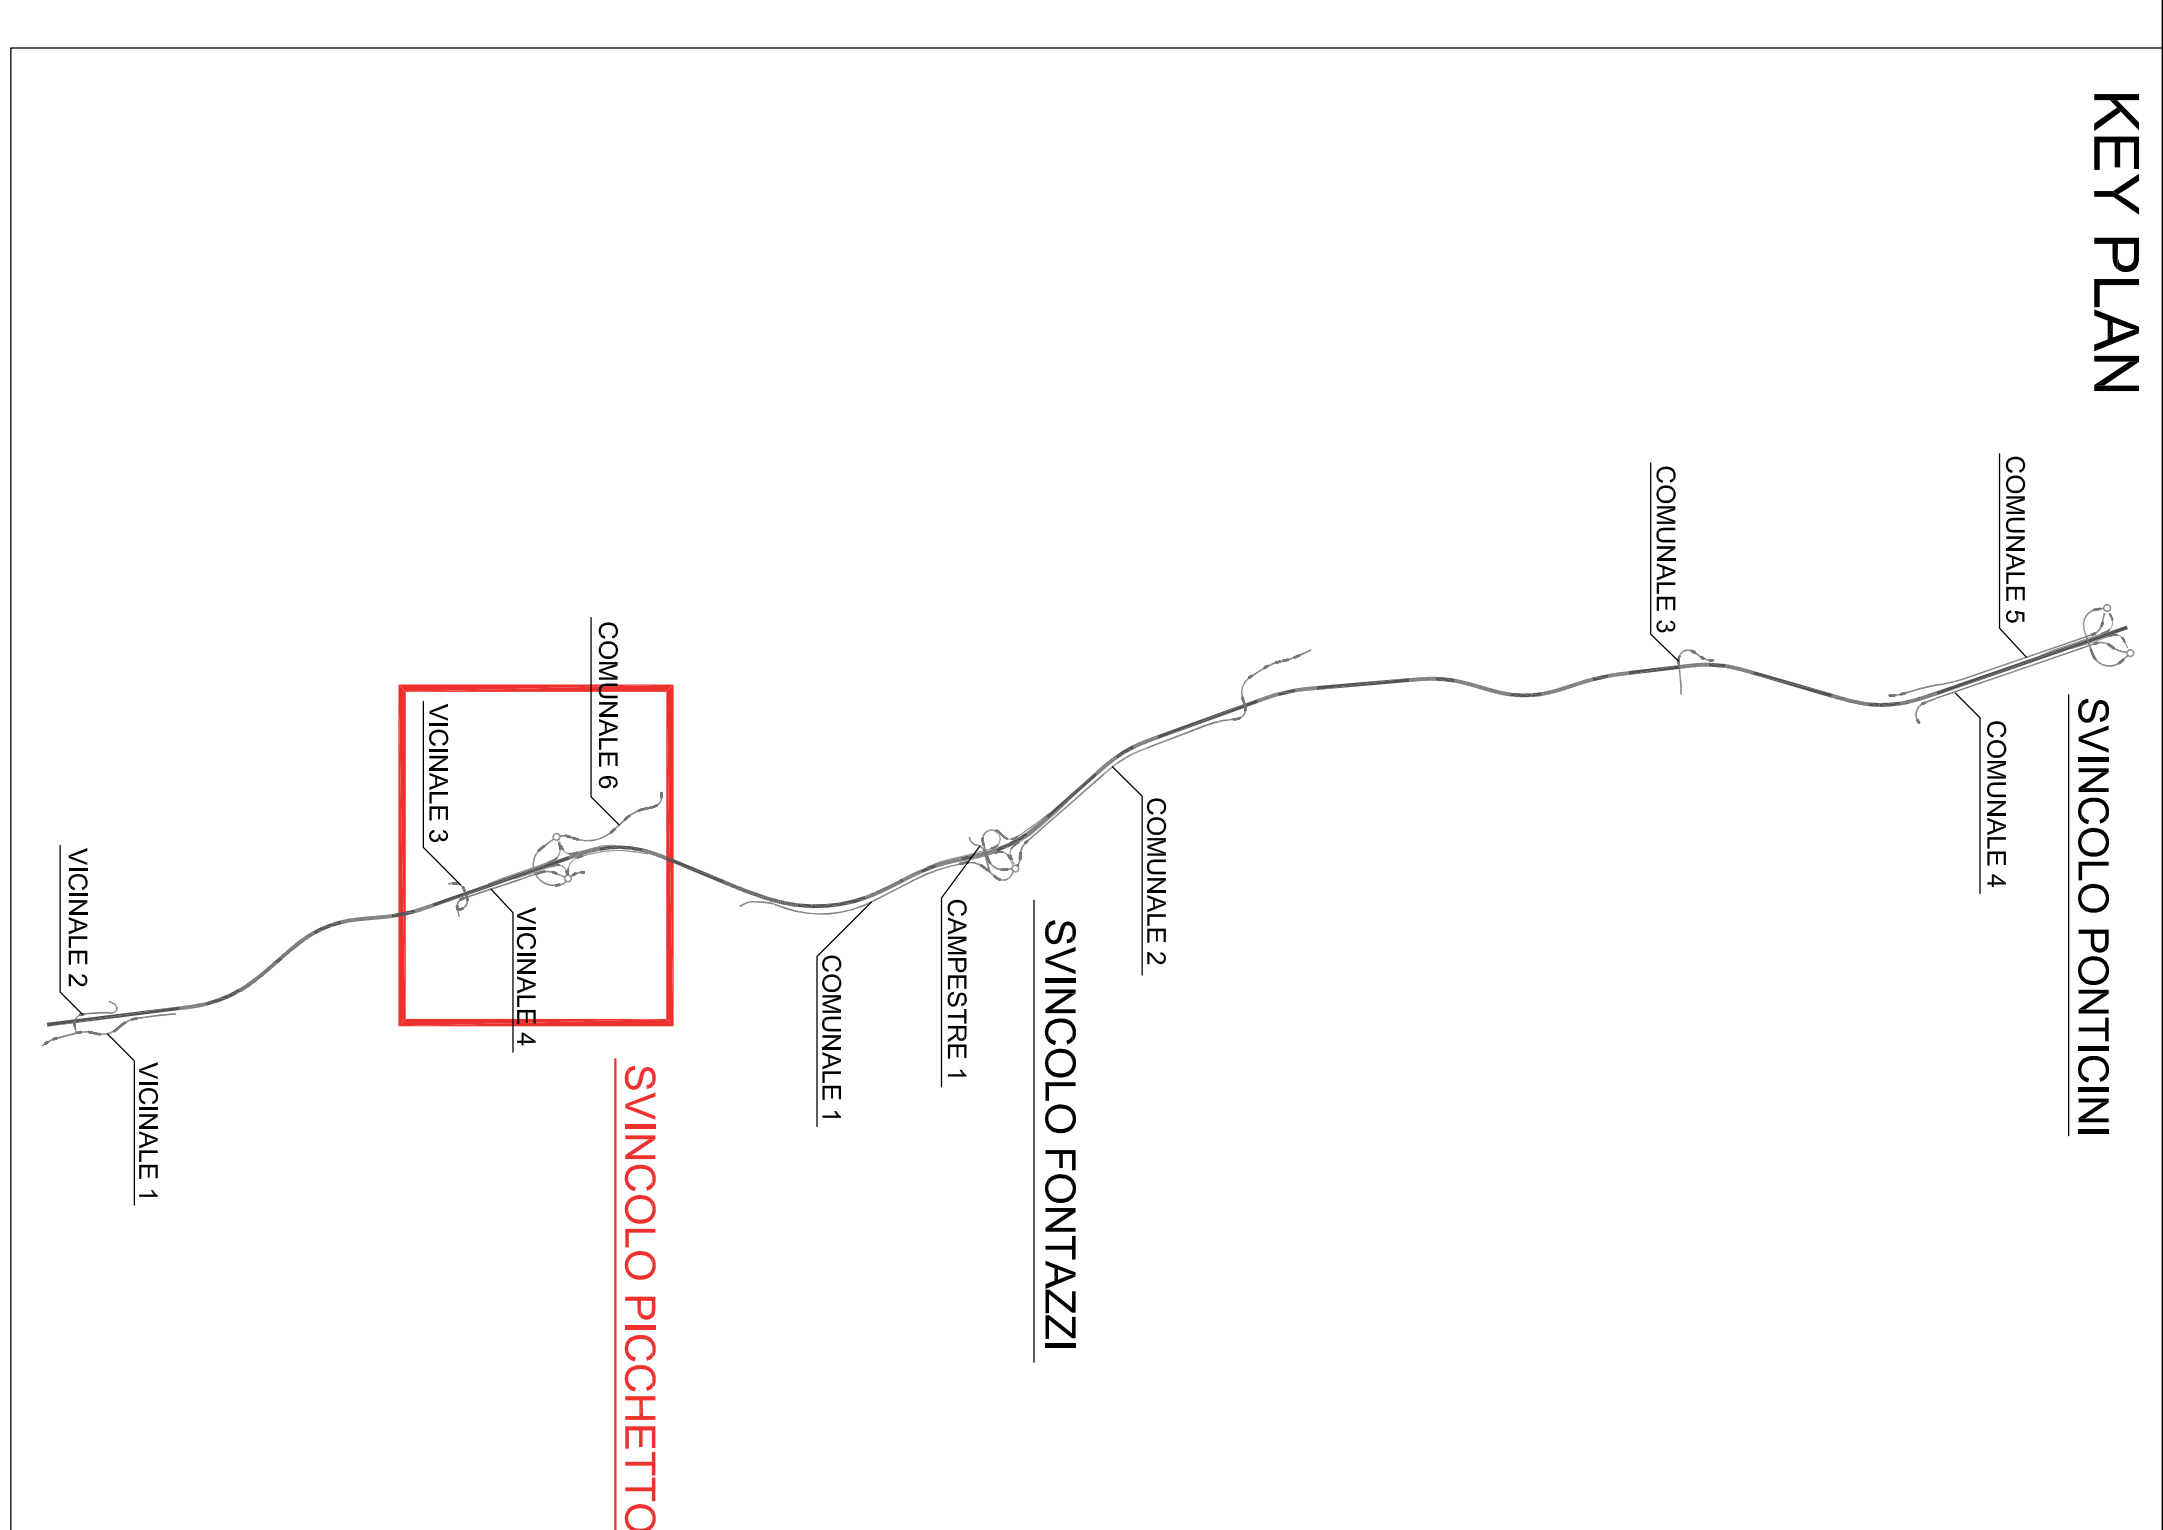 KEY PLAN
COMUNALE 5
SVINCOLO PONTICINI
COMUNALE 4
COMUNALE 3
COMUNALE 2
SVINCOLO FONTAZZI
CAMPESTRE 1
COMUNALE 1
COMUNALE 6
SVINCOLO PICCHETTO
VICINALE 4
VICINALE 3
VICINALE 1
VICINALE 2